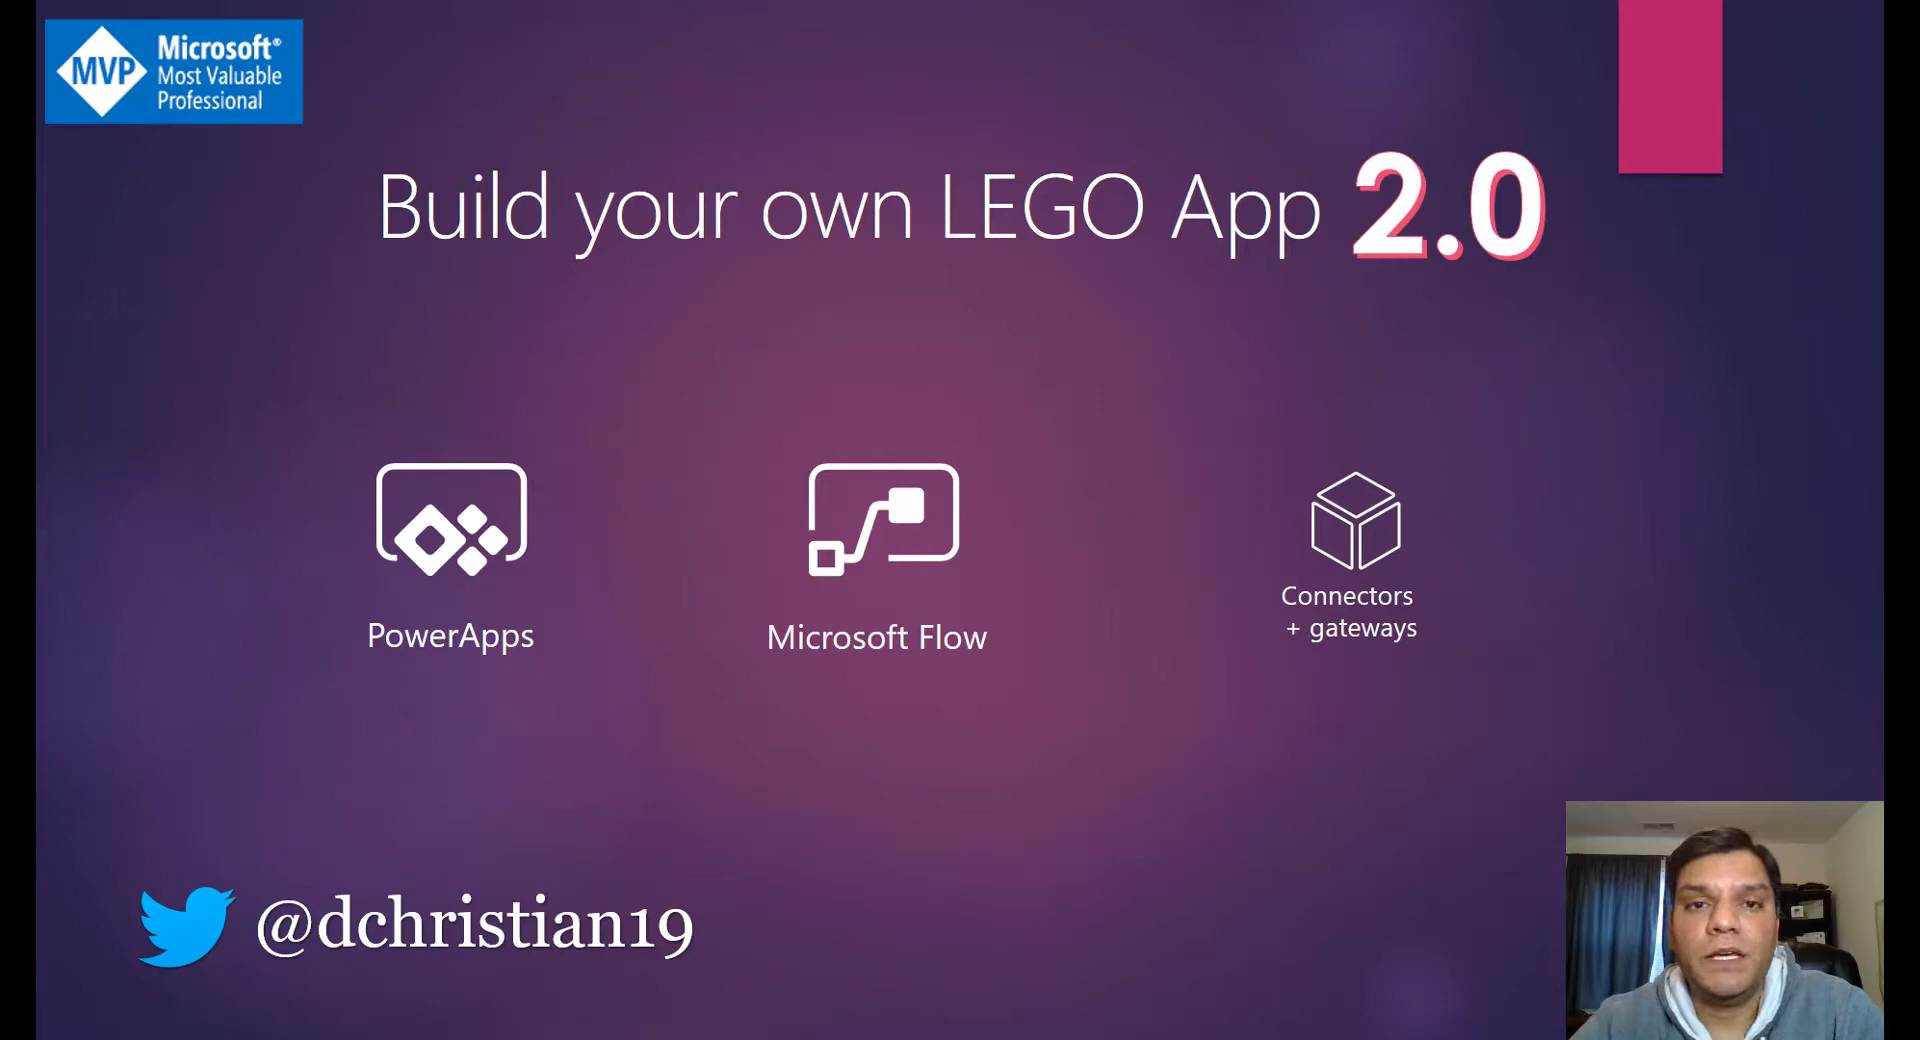 MVP
Microsoft®
Most Valuable
Professional
Build your own LEGO App 2.0
PowerApps
Microsoft Flow
Connectors
+ gateways
@dchristian19